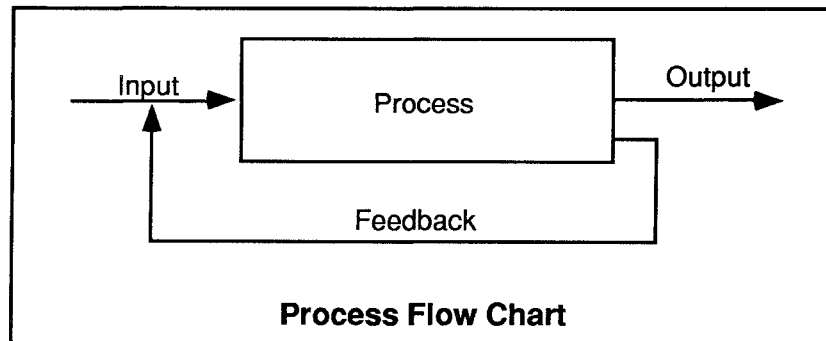 Input
Process
Output
Feedback
Process Flow Chart